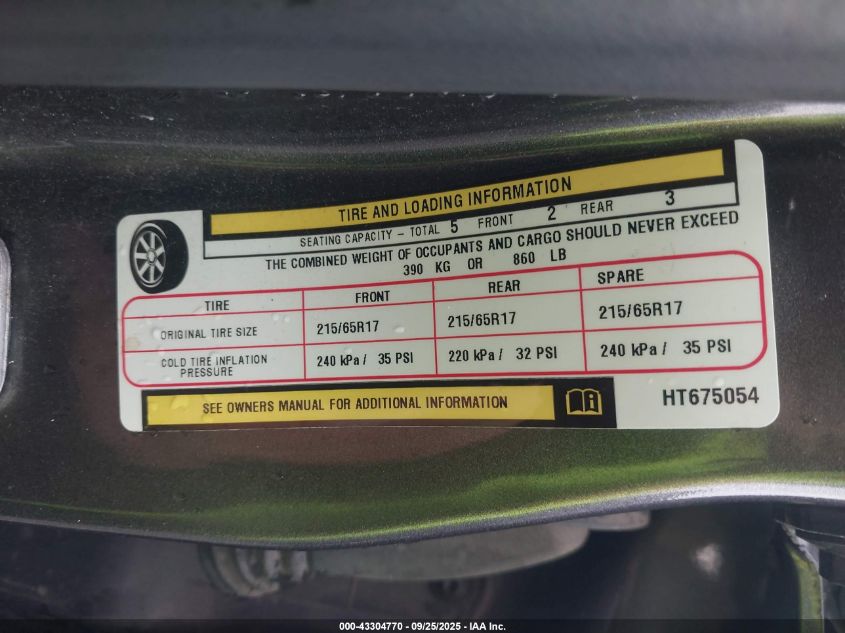 TIRE AND LOADING INFORMATION
SEATING CAPACITY - TOTAL 5 FRONT 2 REAR 3
THE COMBINED WEIGHT OF OCCUPANTS AND CARGO SHOULD NEVER EXCEED
390 KG OR 860 LB
TIRE FRONT REAR SPARE
ORIGINAL TIRE SIZE 215/65R17 215/65R17 215/65R17
COLD TIRE INFLATION PRESSURE 240 kPa / 35 PSI 220 kPa / 32 PSI 240 kPa / 35 PSI
SEE OWNERS MANUAL FOR ADDITIONAL INFORMATION
HT675054
000-43304770 - 09/25/2025 - IAA Inc.